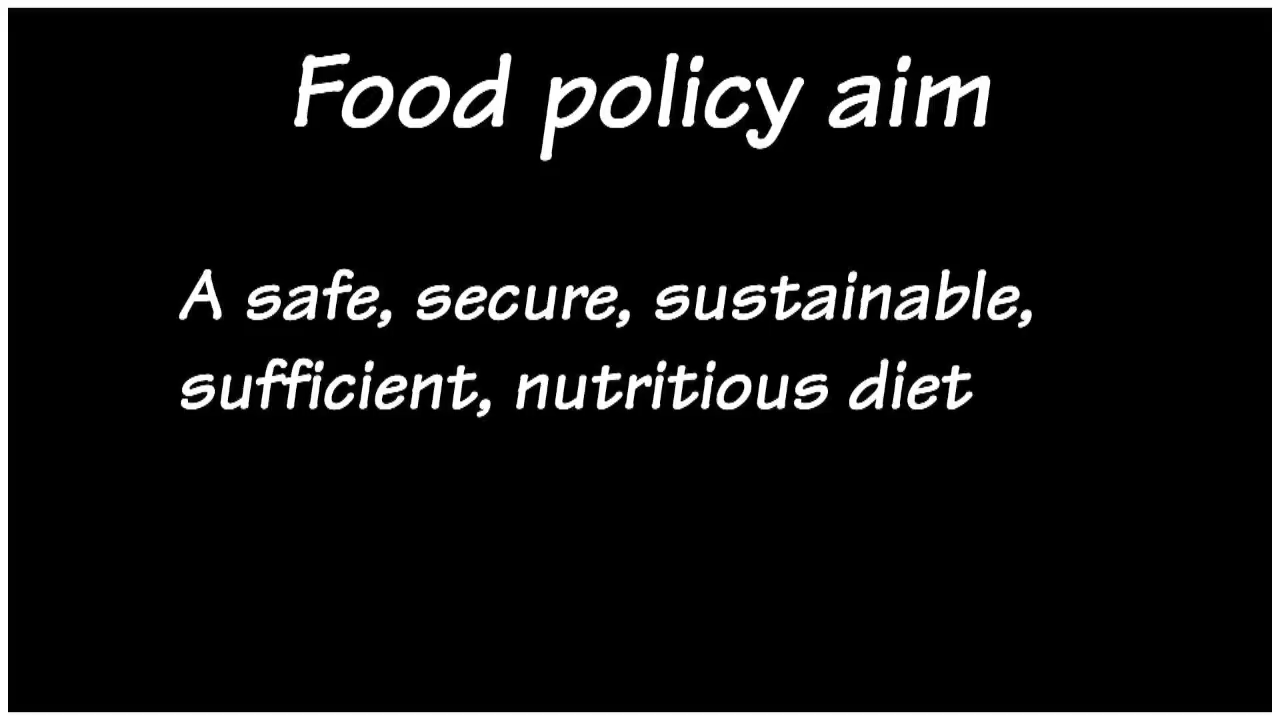 Food policy aim
A safe, secure, sustainable,
sufficient, nutritious diet